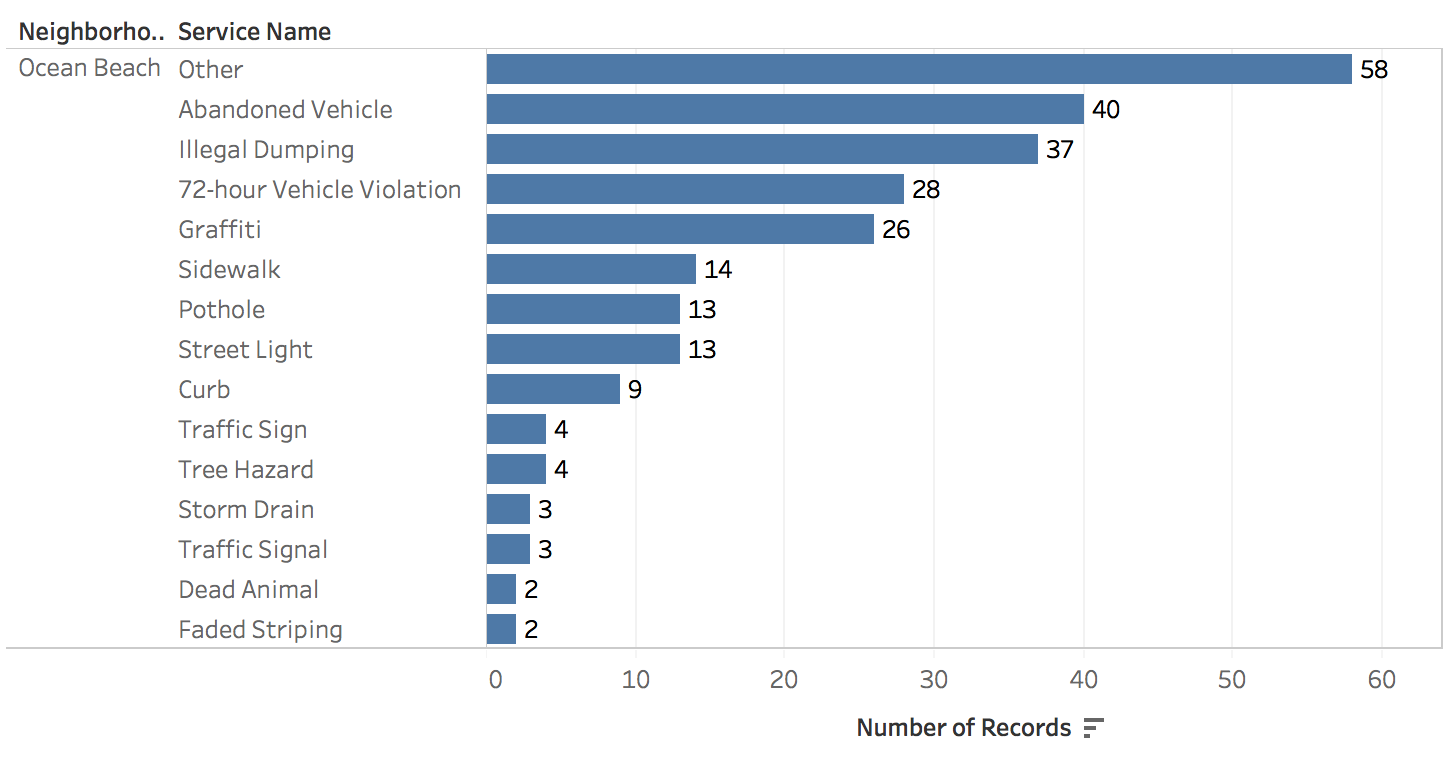 Neighborho.. Service Name
Ocean Beach Other 58
Abandoned Vehicle 40
Illegal Dumping 37
72-hour Vehicle Violation 28
Graffiti 26
Sidewalk 14
Pothole 13
Street Light 13
Curb 9
Traffic Sign 4
Tree Hazard 4
Storm Drain 3
Traffic Signal 3
Dead Animal 2
Faded Striping 2
0 10 20 30 40 50 60
Number of Records